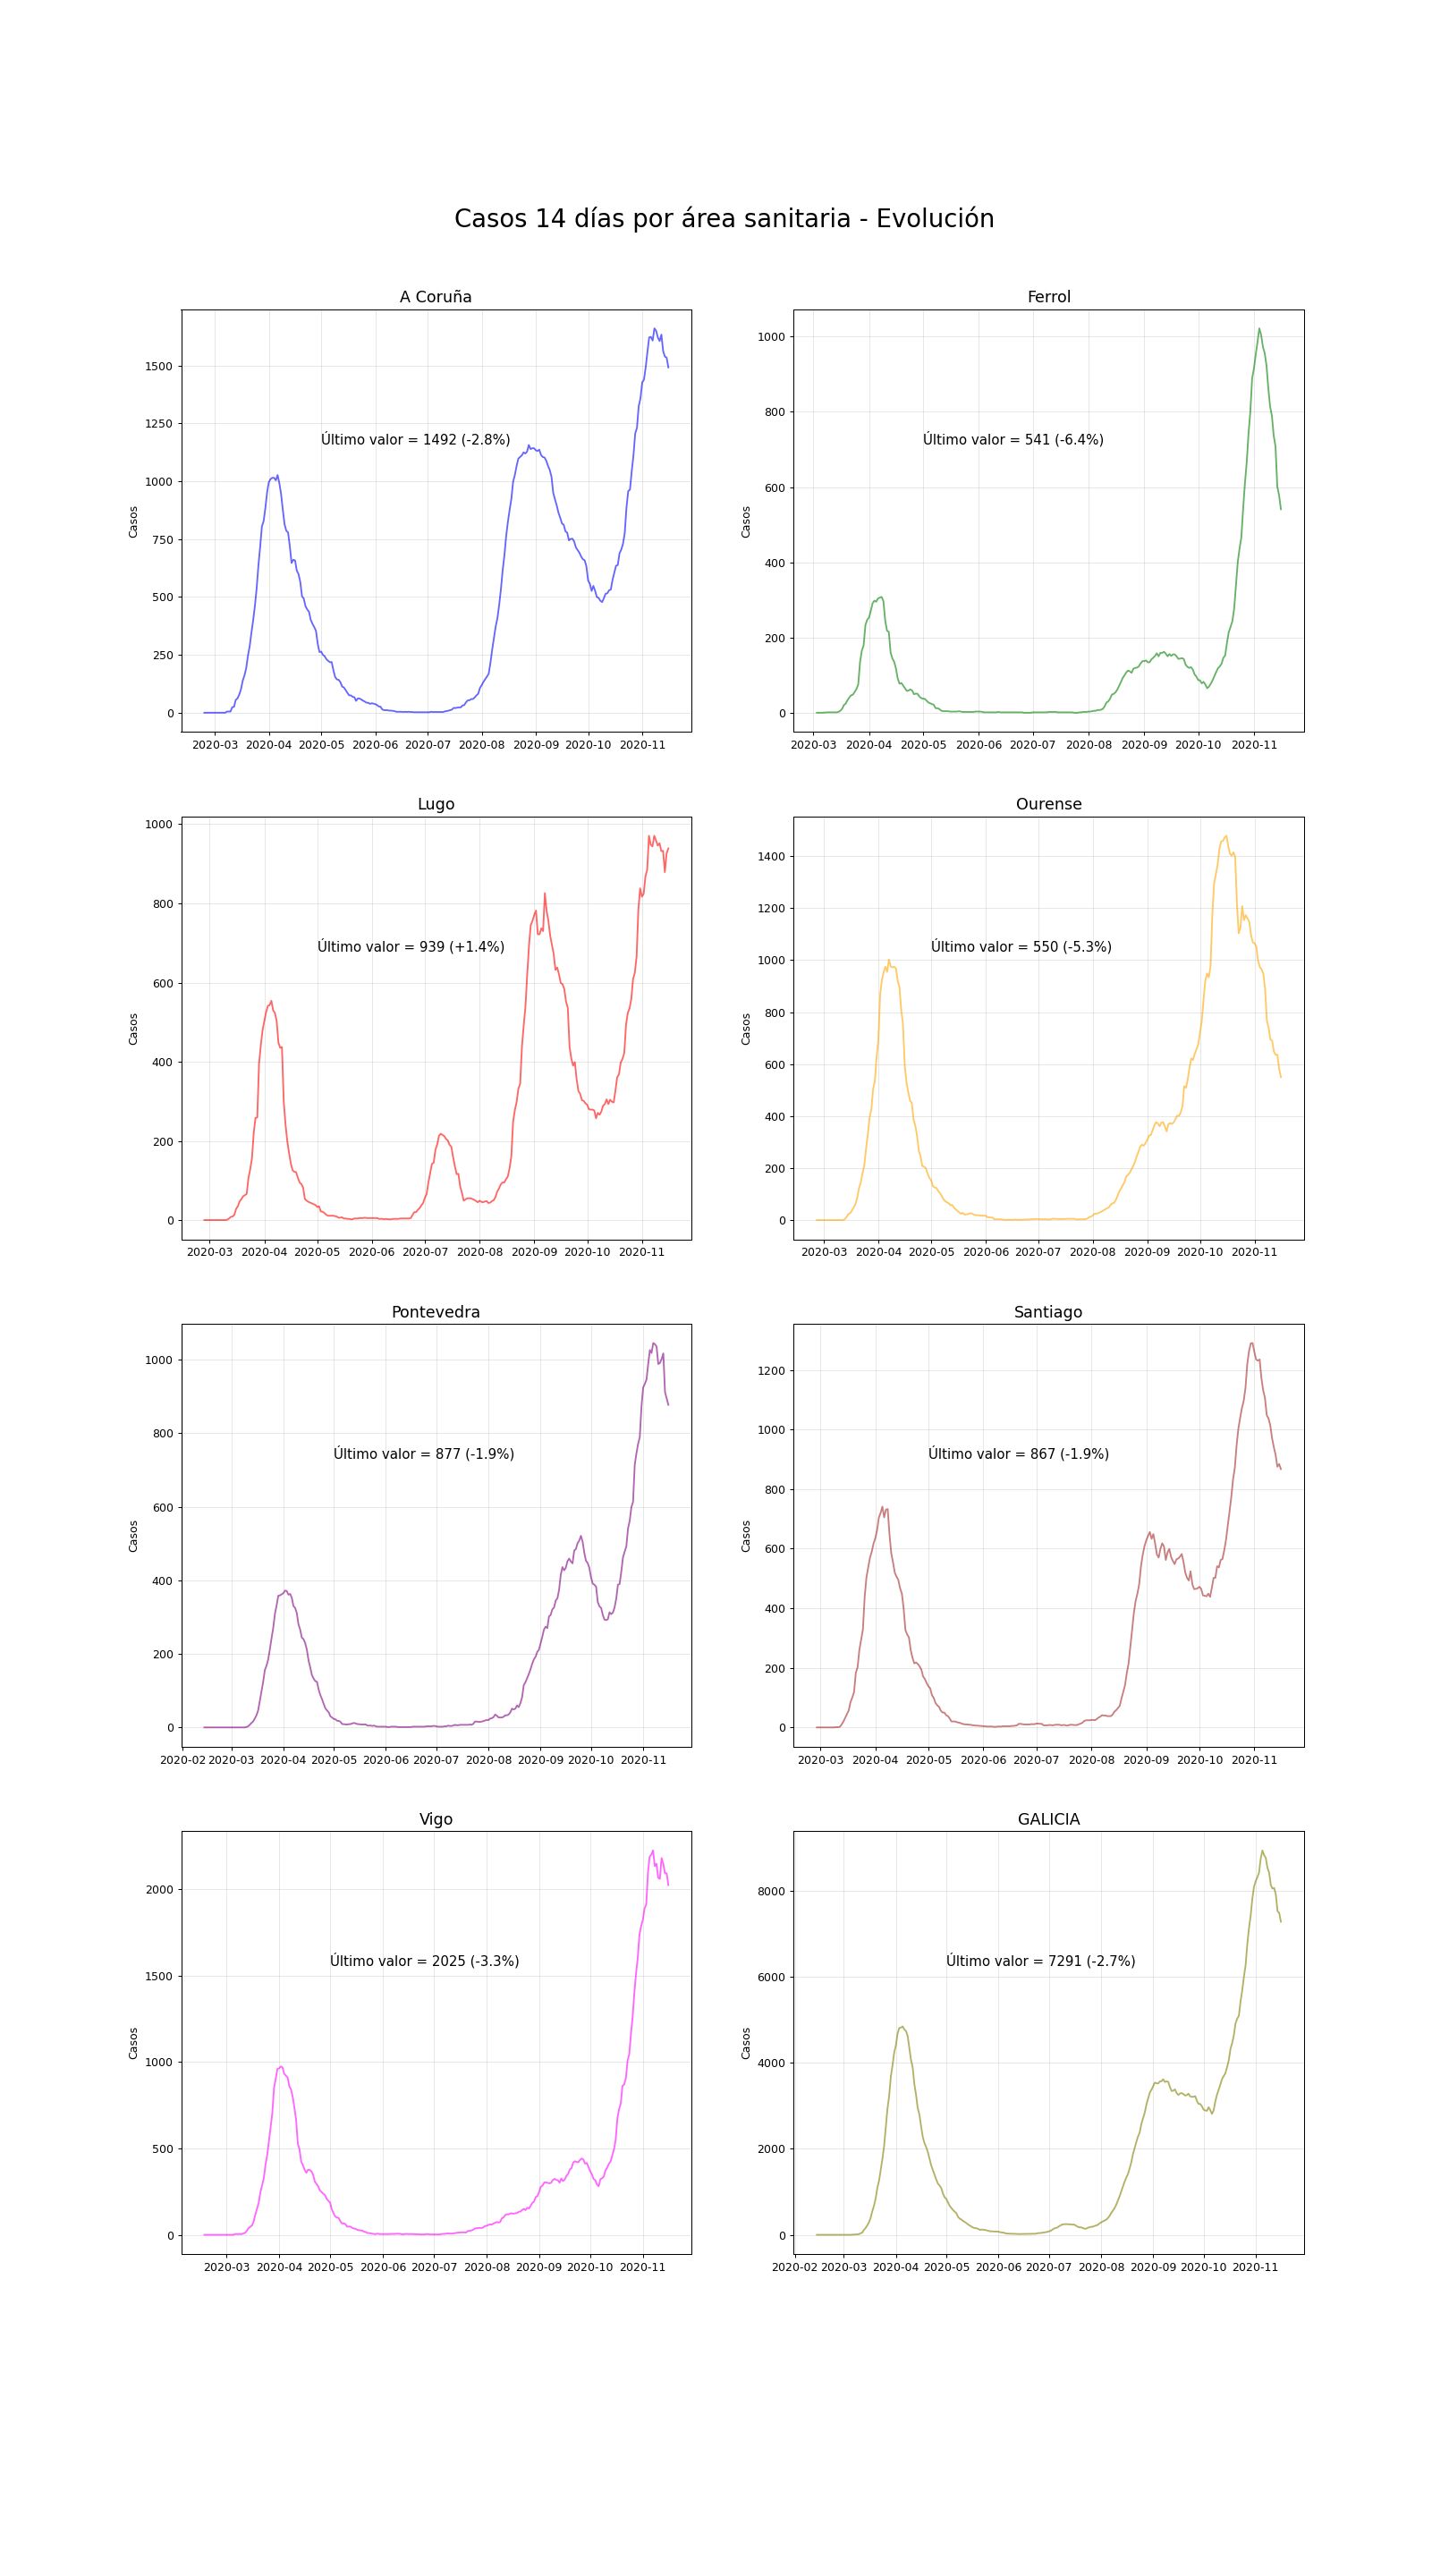 Casos 14 días por área sanitaria - Evolución
A Coruña
Casos
1500
1250
1000
750
500
250
0
Último valor = 1492 (-2.8%)
2020-03 2020-04 2020-05 2020-06 2020-07 2020-08 2020-09 2020-10 2020-11
Ferrol
Casos
1000
800
600
400
200
0
Último valor = 541 (-6.4%)
2020-03 2020-04 2020-05 2020-06 2020-07 2020-08 2020-09 2020-10 2020-11
Lugo
Casos
1000
800
600
400
200
0
Último valor = 939 (+1.4%)
2020-03 2020-04 2020-05 2020-06 2020-07 2020-08 2020-09 2020-10 2020-11
Ourense
Casos
1400
1200
1000
800
600
400
200
0
Último valor = 550 (-5.3%)
2020-03 2020-04 2020-05 2020-06 2020-07 2020-08 2020-09 2020-10 2020-11
Pontevedra
Casos
1000
800
600
400
200
0
Último valor = 877 (-1.9%)
2020-02 2020-03 2020-04 2020-05 2020-06 2020-07 2020-08 2020-09 2020-10 2020-11
Santiago
Casos
1200
1000
800
600
400
200
0
Último valor = 867 (-1.9%)
2020-03 2020-04 2020-05 2020-06 2020-07 2020-08 2020-09 2020-10 2020-11
Vigo
Casos
2000
1500
1000
500
0
Último valor = 2025 (-3.3%)
2020-03 2020-04 2020-05 2020-06 2020-07 2020-08 2020-09 2020-10 2020-11
GALICIA
Casos
8000
6000
4000
2000
0
Último valor = 7291 (-2.7%)
2020-02 2020-03 2020-04 2020-05 2020-06 2020-07 2020-08 2020-09 2020-10 2020-11